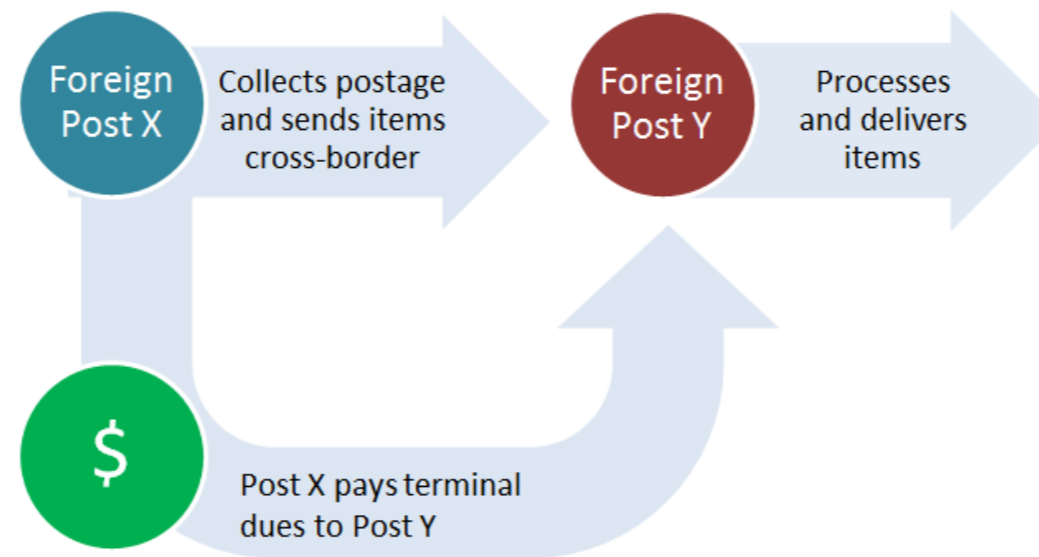 Foreign
Post X
Collects postage
and sends items
cross-border
Foreign
Post Y
Processes
and delivers
items
$
Post X pays terminal
dues to Post Y